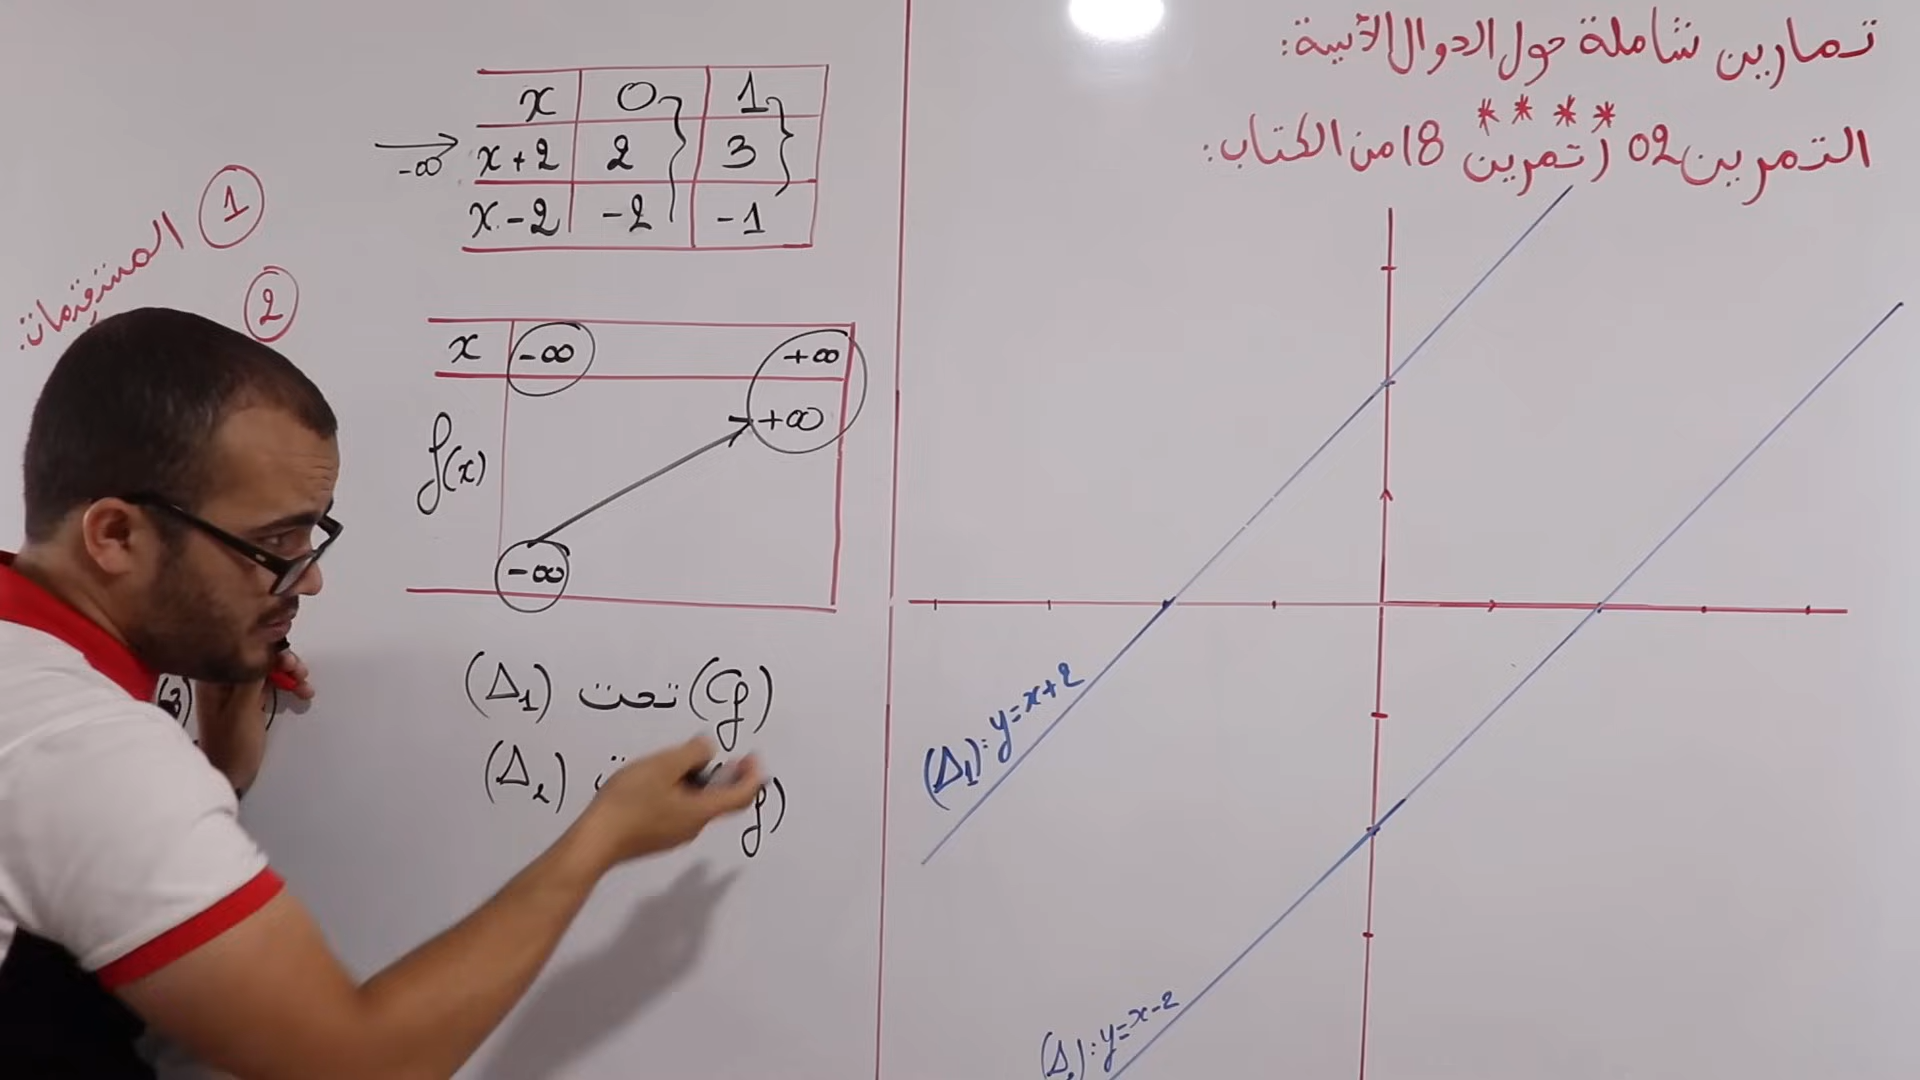 تمارين شاملة حول الدوال الأسية:
التمرين 02 (تمرين 18 من الكتاب:
① المستقيمات:
②
x 0 1
x+2 2 3
-∞
x-2 -2 -1
x -∞ +∞
f(x) -∞ +∞
(Cf) تحت (Δ1)
(Δ2)
(Δ1): y=x+2
y=x-2